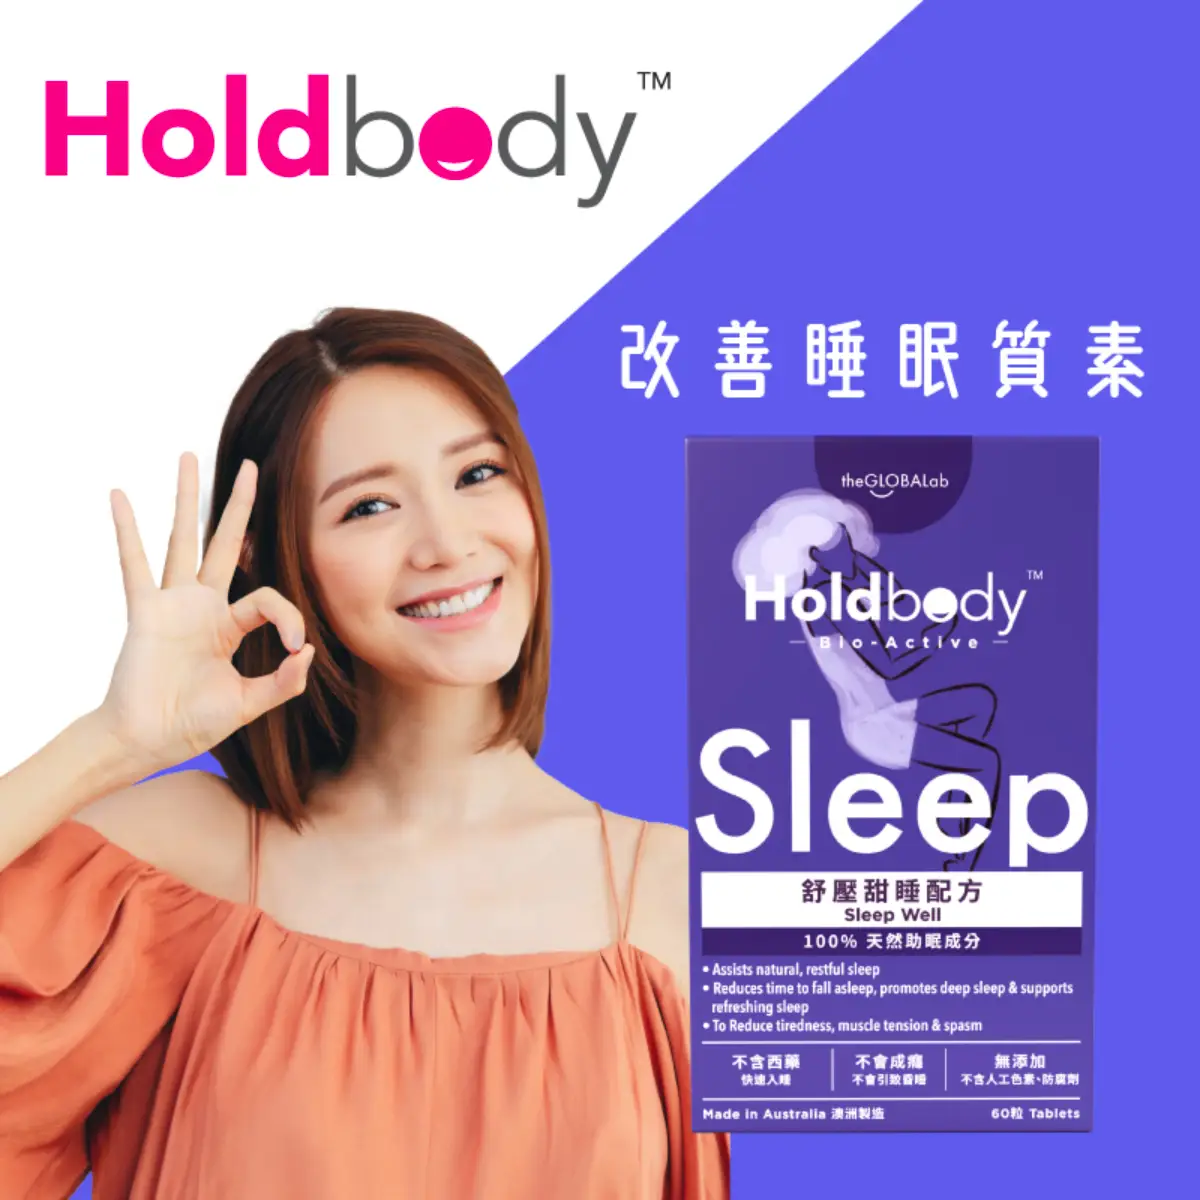 Holdbody™
改善睡眠質素
theGLOBALab
Holdbody™
Bio-Active
Sleep
舒壓甜睡配方
Sleep Well
100% 天然助眠成分
• Assists natural, restful sleep
• Reduces time to fall asleep, promotes deep sleep & supports
refreshing sleep
• To Reduce tiredness, muscle tension & spasm
不含西藥
快速入睡
不會成癮
不會引致昏睡
無添加
不含人工色素、防腐劑
Made in Australia 澳洲製造
60粒 Tablets